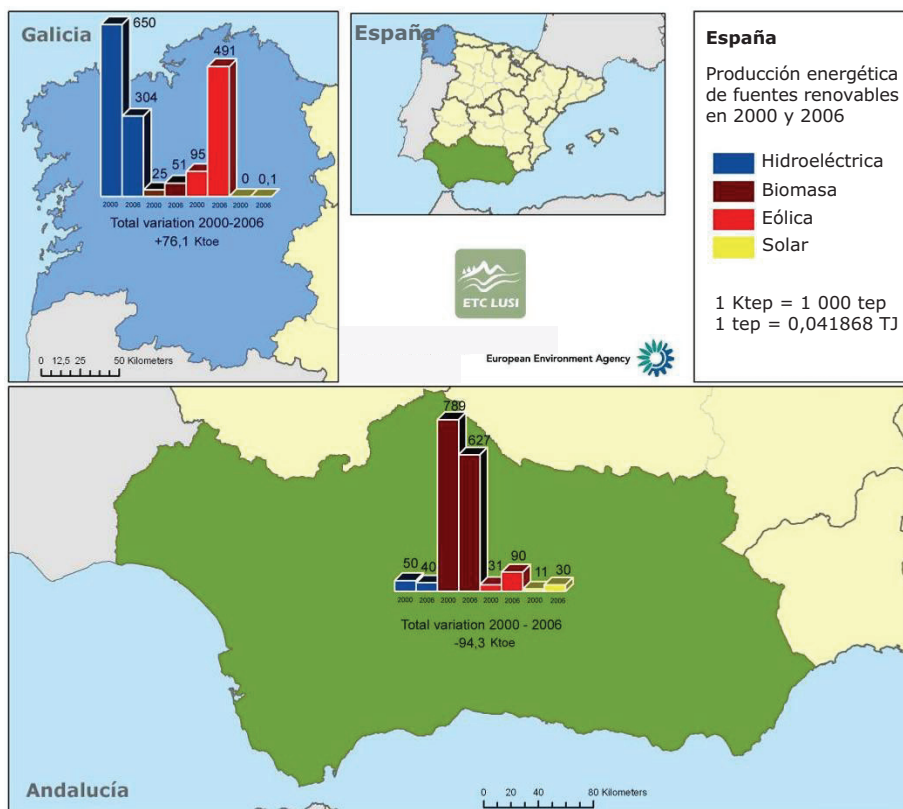 Galicia
650
304
25
51
95
491
0
0,1
2000 2006 2000 2006 2000 2006 2000 2006
Total variation 2000-2006
+76,1 Ktoe
0 12,5 25 50 Kilometers
España
ETC LUSI
European Environment Agency
España
Producción energética
de fuentes renovables
en 2000 y 2006
Hidroeléctrica
Biomasa
Eólica
Solar
1 Ktep = 1 000 tep
1 tep = 0,041868 TJ
789
627
50
40
31
90
11
30
2000 2006 2000 2006 2000 2006 2000 2006
Total variation 2000 - 2006
-94,3 Ktoe
Andalucía
0 20 40 80 Kilometers